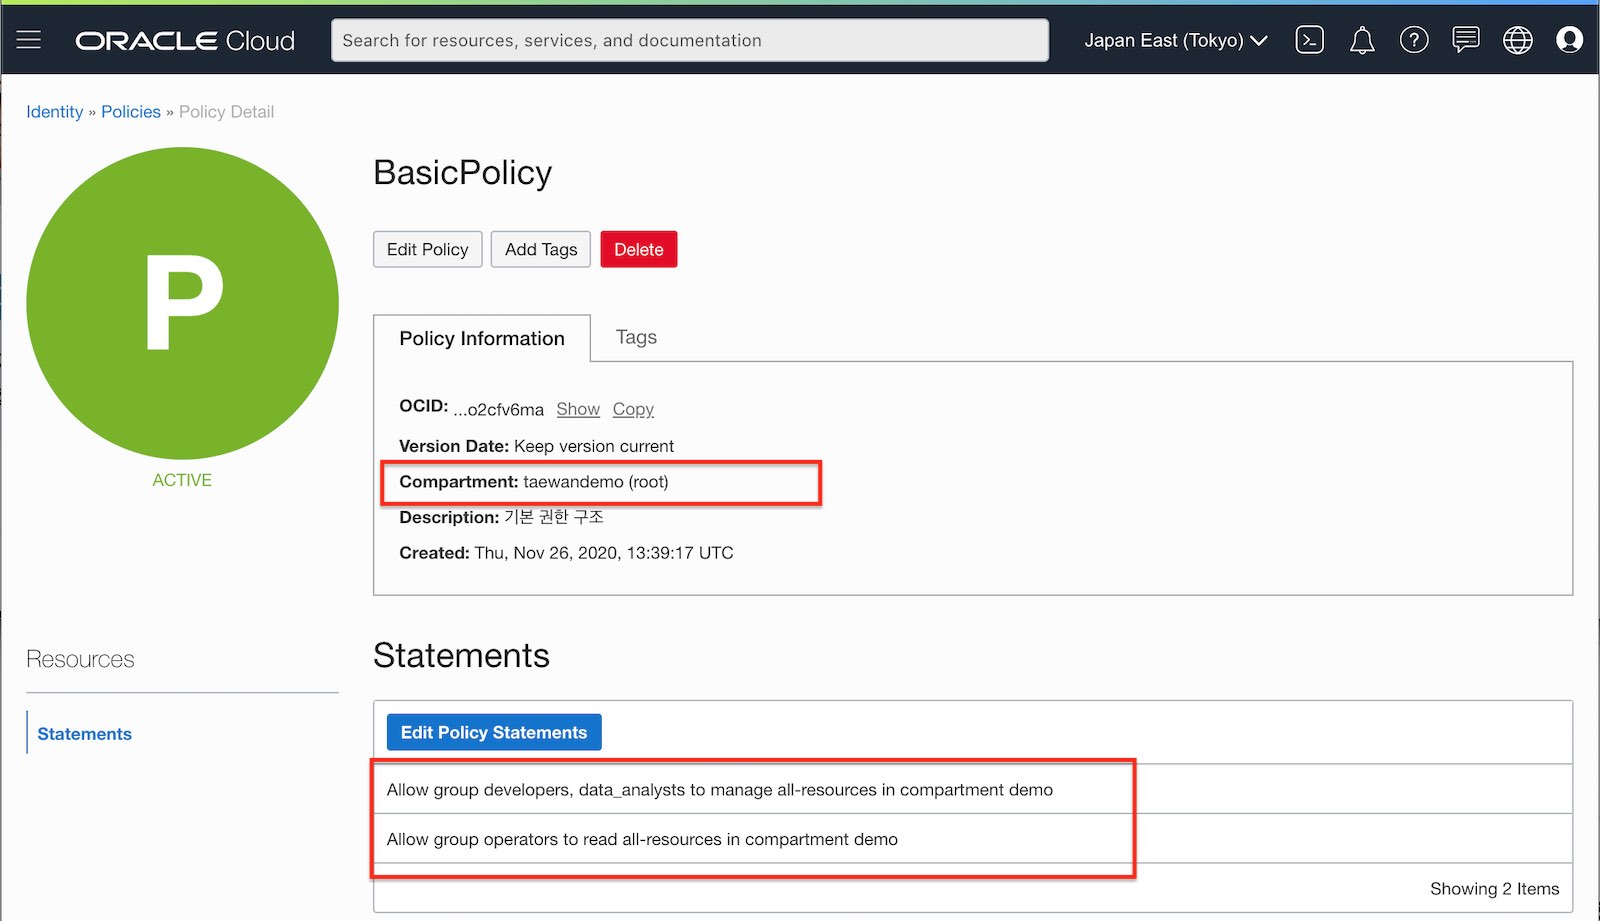 ORACLE Cloud
Search for resources, services, and documentation
Japan East (Tokyo)
Identity » Policies » Policy Detail
P
ACTIVE
BasicPolicy
Edit Policy
Add Tags
Delete
Policy Information
Tags
OCID: ...o2cfv6ma Show Copy
Version Date: Keep version current
Compartment: taewandemo (root)
Description: 기본 권한 구조
Created: Thu, Nov 26, 2020, 13:39:17 UTC
Resources
Statements
Statements
Edit Policy Statements
Allow group developers, data_analysts to manage all-resources in compartment demo
Allow group operators to read all-resources in compartment demo
Showing 2 Items